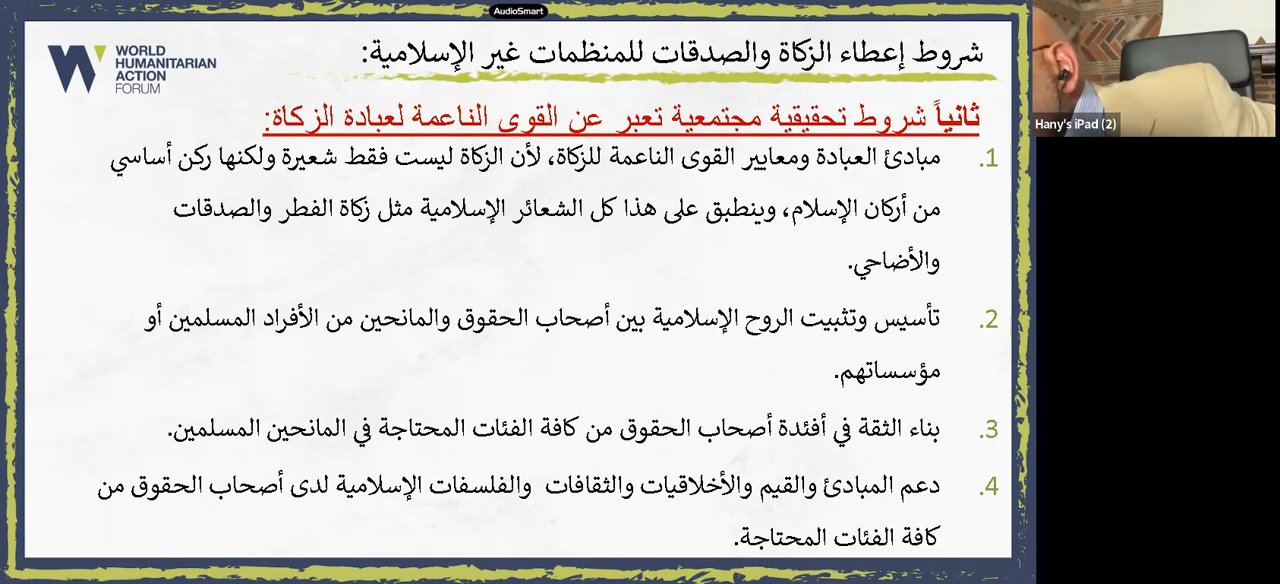 AudioSmart
WORLD
HUMANITARIAN
ACTION
FORUM
شروط إعطاء الزكاة والصدقات للمنظمات غير الإسلامية:
ثانياً شروط تحقيقية مجتمعية تعبر عن القوى الناعمة لعبادة الزكاة:
1. مبادئ العبادة ومعايير القوى الناعمة للزكاة، لأن الزكاة ليست فقط شعيرة ولكنها ركن أساسي
من أركان الإسلام، وينطبق على هذا كل الشعائر الإسلامية مثل زكاة الفطر والصدقات
والأضاحي.
2. تأسيس وتثبيت الروح الإسلامية بين أصحاب الحقوق والمانحين من الأفراد المسلمين أو
مؤسساتهم.
3. بناء الثقة في أفئدة أصحاب الحقوق من كافة الفئات المحتاجة في المانحين المسلمين.
4. دعم المبادئ والقيم والأخلاقيات والثقافات والفلسفات الإسلامية لدى أصحاب الحقوق من
كافة الفئات المحتاجة.
Hany's iPad (2)